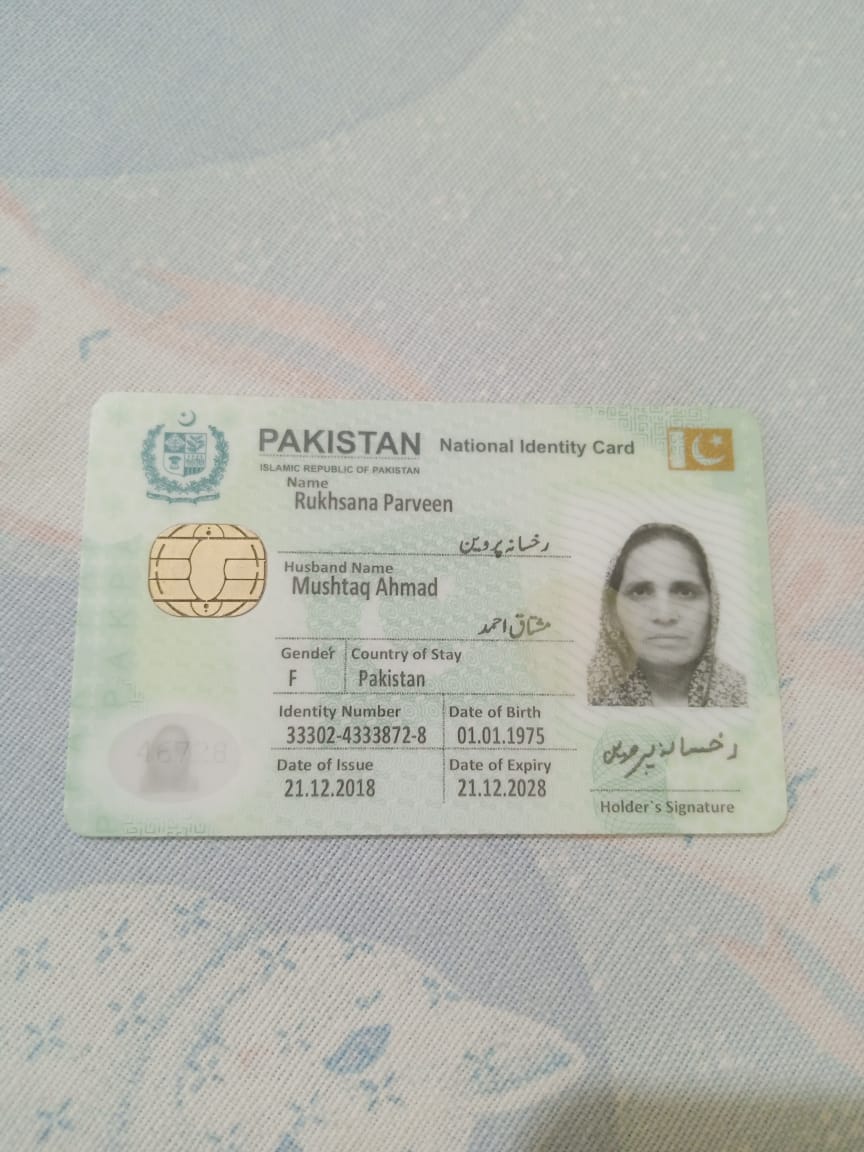 PAKISTAN National Identity Card
ISLAMIC REPUBLIC OF PAKISTAN
Name
Rukhsana Parveen
رخسانہ پروین
Husband Name
Mushtaq Ahmad
مشتاق احمد
Gender Country of Stay
F Pakistan
Identity Number Date of Birth
33302-4333872-8 01.01.1975
Date of Issue Date of Expiry
21.12.2018 21.12.2028
رخسانہ پروین
Holder`s Signature